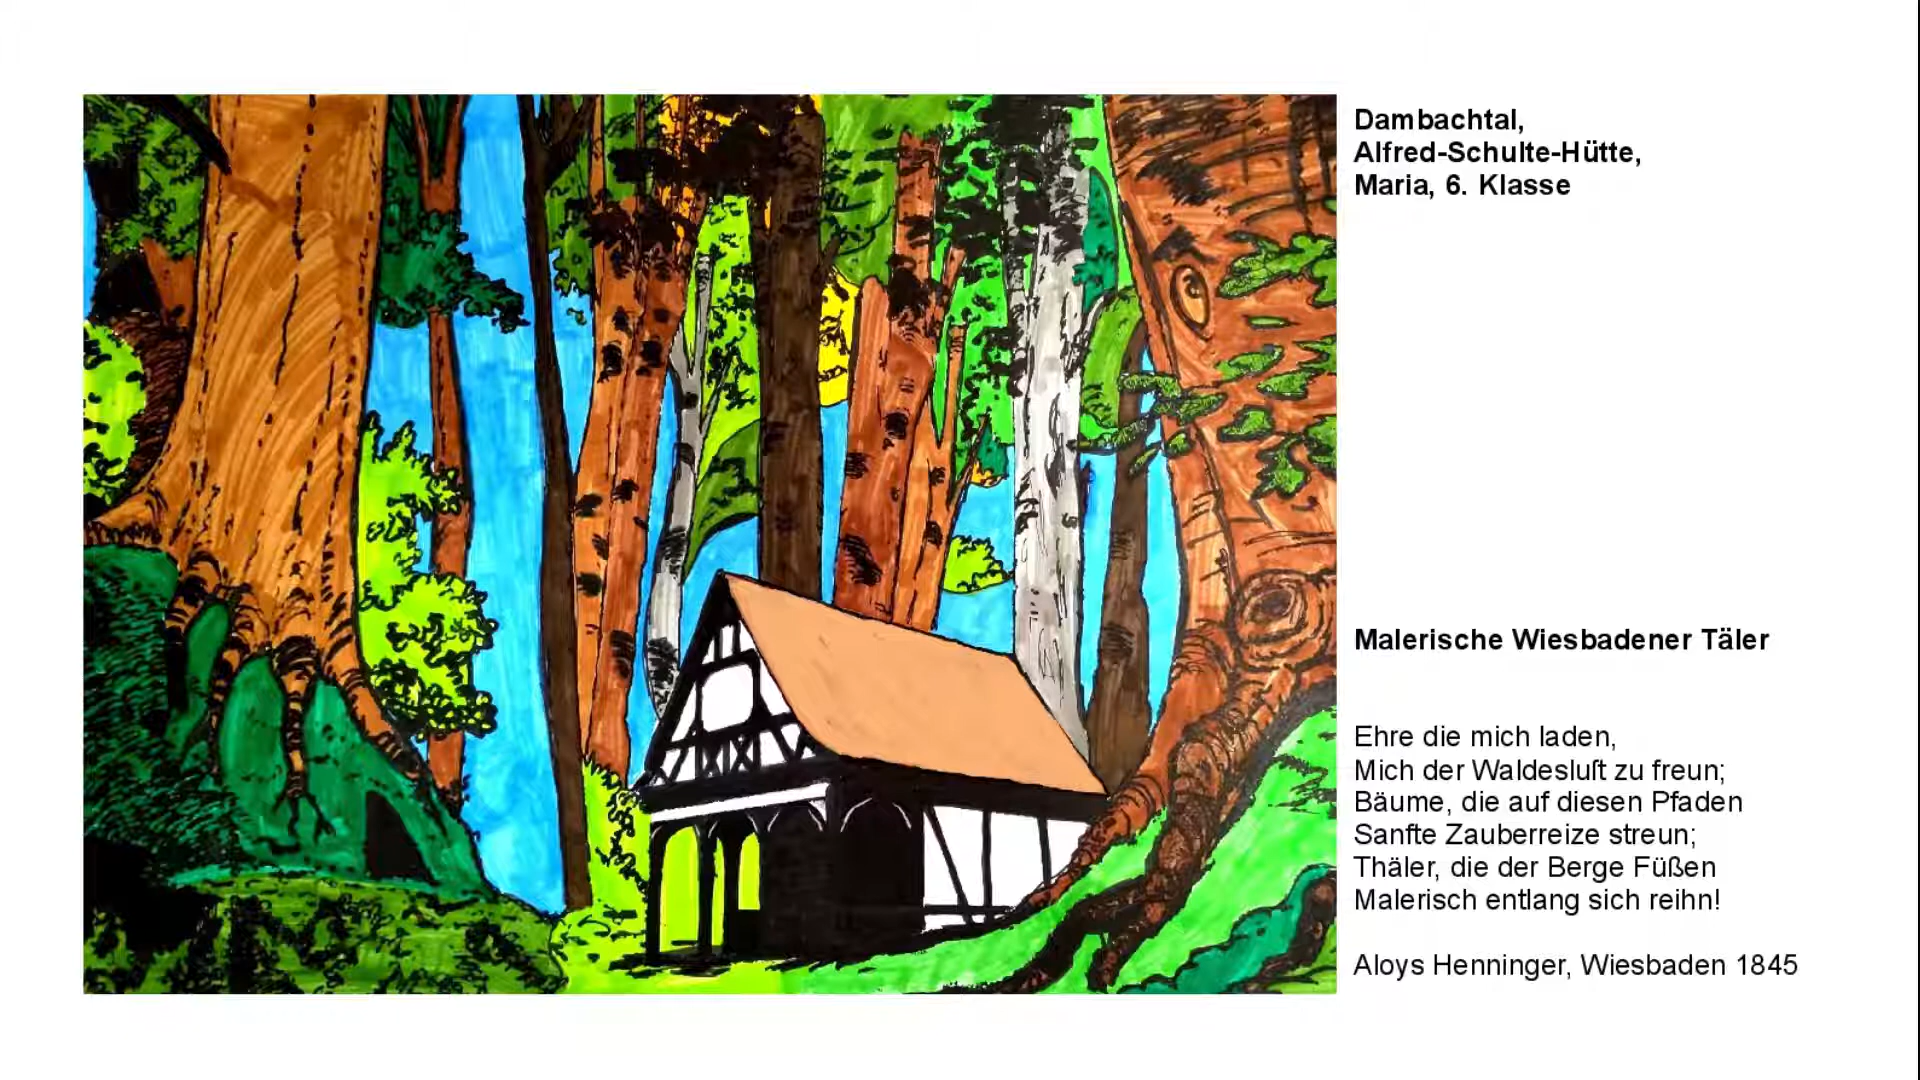 Dambachtal,
Alfred-Schulte-Hütte,
Maria, 6. Klasse
Malerische Wiesbadener Täler
Ehre die mich laden,
Mich der Waldesluft zu freun;
Bäume, die auf diesen Pfaden
Sanfte Zauberreize streun;
Thäler, die der Berge Füßen
Malerisch entlang sich reihn!
Aloys Henninger, Wiesbaden 1845